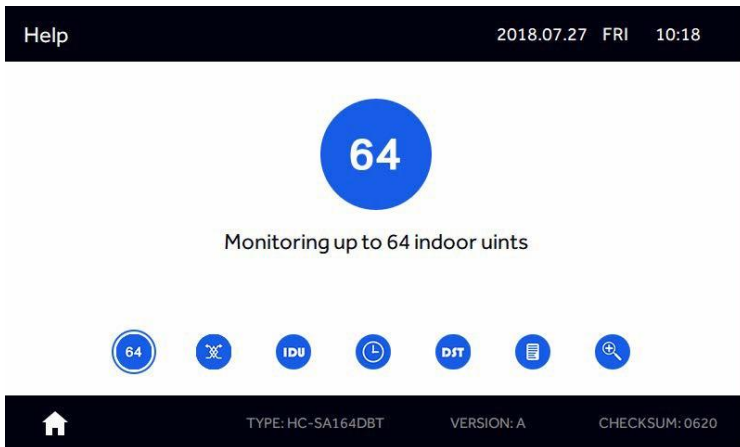 Help 2018.07.27 FRI 10:18
64
Monitoring up to 64 indoor uints
64 IDU DST
TYPE: HC-SA164DBT VERSION: A CHECKSUM: 0620